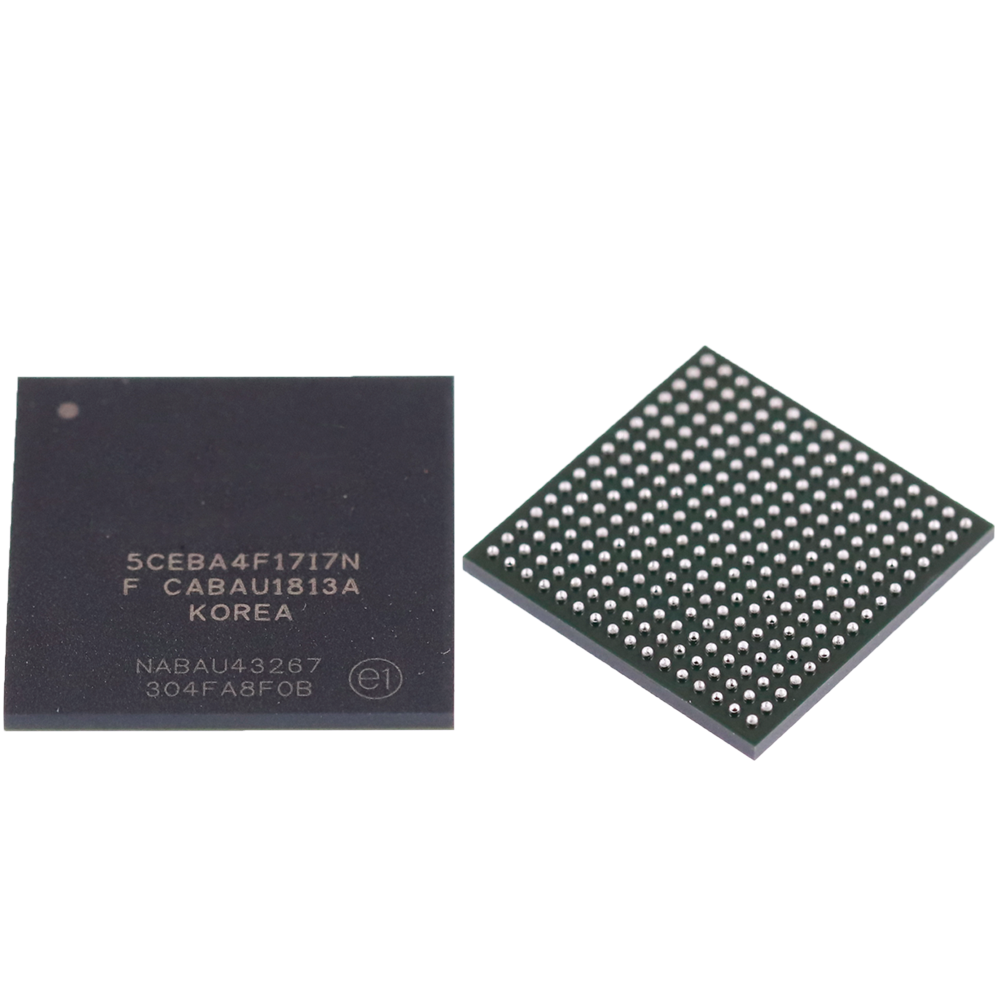 5CEBA4F17I7N
F CABAU1813A
KOREA
NABAU43267
304FA8F0B
e1